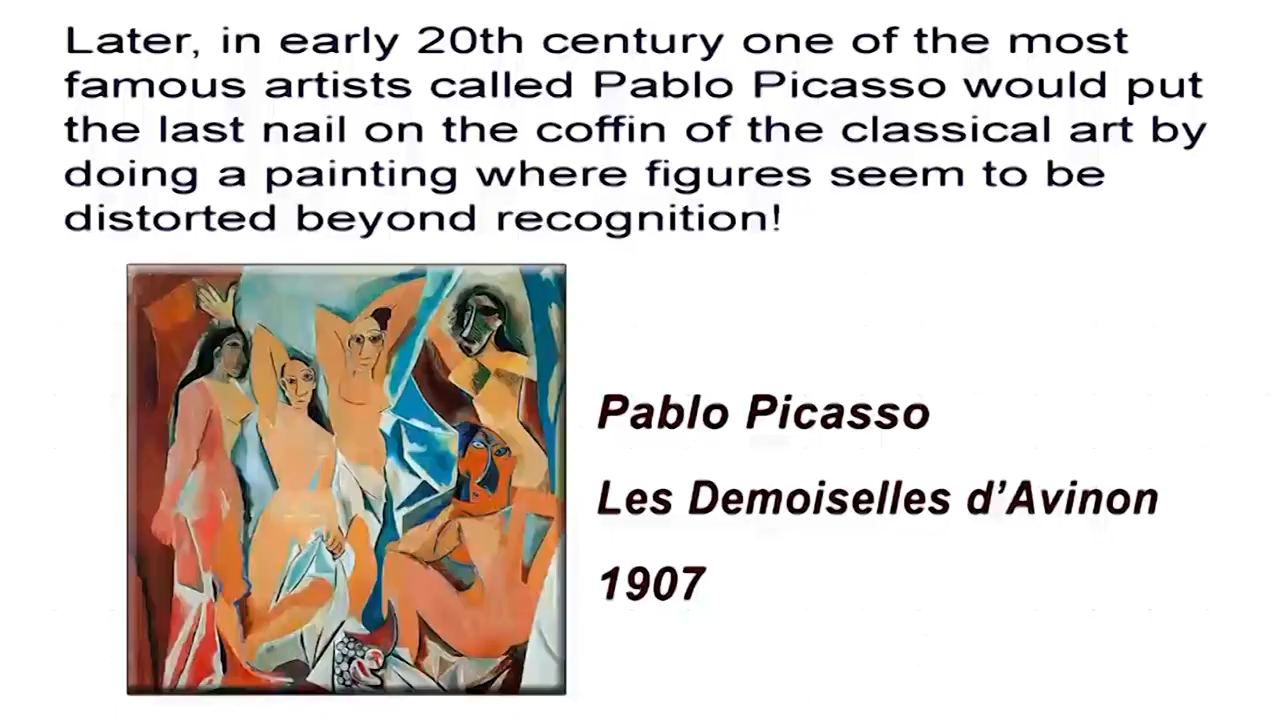 Later, in early 20th century one of the most
famous artists called Pablo Picasso would put
the last nail on the coffin of the classical art by
doing a painting where figures seem to be
distorted beyond recognition!
Pablo Picasso
Les Demoiselles d’Avinon
1907